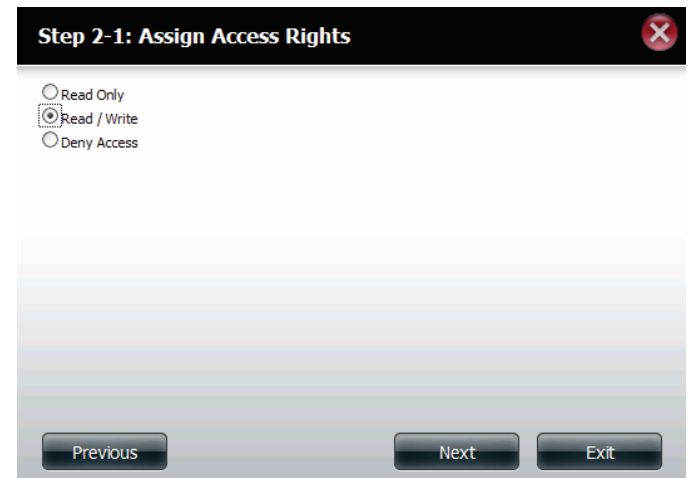 Step 2-1: Assign Access Rights
Read Only
Read / Write
Deny Access
Previous
Next
Exit